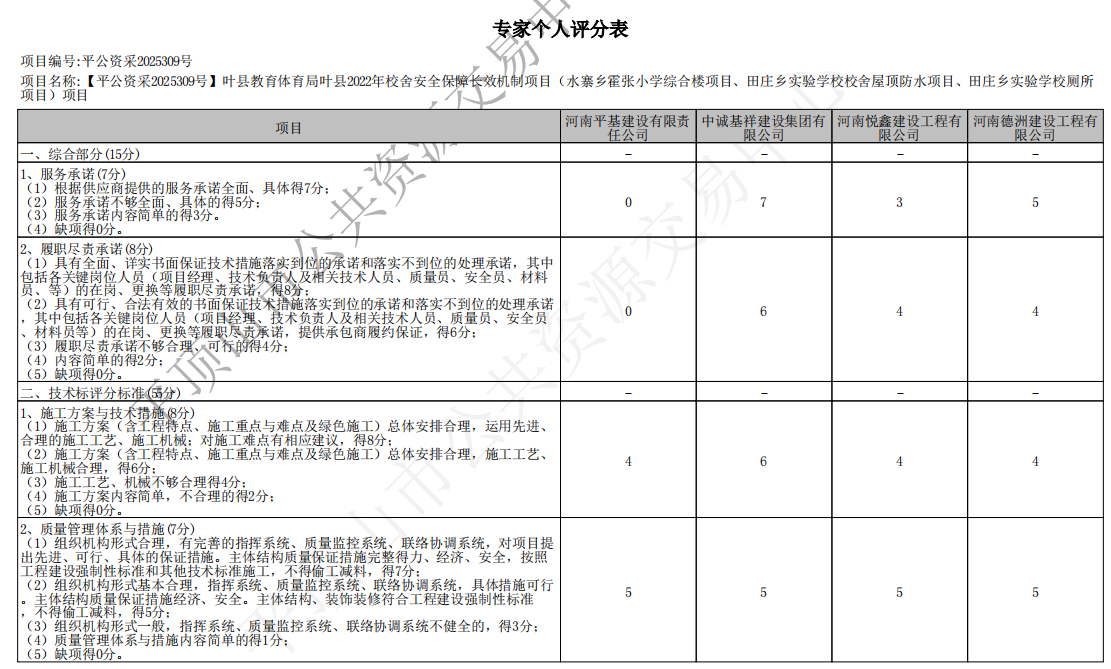 专家个人评分表
项目编号:平公资采2025309号
项目名称:【平公资采2025309号】叶县教育体育局叶县2022年校舍安全保障长效机制项目（水寨乡霍张小学综合楼项目、田庄乡实验学校校舍屋顶防水项目、田庄乡实验学校厕所
项目）项目
项目
河南平基建设有限责
任公司
中诚基祥建设集团有
限公司
河南悦鑫建设工程有
限公司
河南德洲建设工程有
限公司
一、综合部分(15分)
－ － － －
1、服务承诺(7分)
（1）根据供应商提供的服务承诺全面、具体得7分；
（2）服务承诺不够全面、具体的得5分；
（3）服务承诺内容简单的得3分。
（4）缺项得0分。
0 7 3 5
2、履职尽责承诺(8分)
（1）具有全面、详实书面保证技术措施落实到位的承诺和落实不到位的处理承诺，其中
包括各关键岗位人员（项目经理、技术负责人及相关技术人员、质量员、安全员、材料
员、等）的在岗、更换等履职尽责承诺，得8分；
（2）具有可行、合法有效的书面保证技术措施落实到位的承诺和落实不到位的处理承诺
，其中包括各关键岗位人员（项目经理、技术负责人及相关技术人员、质量员、安全员
、材料员等）的在岗、更换等履职尽责承诺，提供承包商履约保证，得6分；
（3）履职尽责承诺不够合理、可行的得4分；
（4）内容简单的得2分；
（5）缺项得0分。
0 6 4 4
二、技术标评分标准(55分)
－ － － －
1、施工方案与技术措施(8分)
（1）施工方案（含工程特点、施工重点与难点及绿色施工）总体安排合理，运用先进、
合理的施工工艺、施工机械；对施工难点有相应建议，得8分；
（2）施工方案（含工程特点、施工重点与难点及绿色施工）总体安排合理，施工工艺、
施工机械合理，得6分；
（3）施工工艺、机械不够合理得4分；
（4）施工方案内容简单，不合理的得2分；
（5）缺项得0分。
4 6 4 4
2、质量管理体系与措施(7分)
（1）组织机构形式合理，有完善的指挥系统、质量监控系统、联络协调系统，对项目提
出先进、可行、具体的保证措施。主体结构质量保证措施完整得力、经济、安全，按照
工程建设强制性标准和其他技术标准施工，不得偷工减料，得7分；
（2）组织机构形式基本合理，指挥系统、质量监控系统、联络协调系统，具体措施可行
。主体结构质量保证措施经济、安全。主体结构、装饰装修符合工程建设强制性标准
，不得偷工减料，得5分；
（3）组织机构形式一般，指挥系统、质量监控系统、联络协调系统不健全的，得3分；
（4）质量管理体系与措施内容简单的得1分；
（5）缺项得0分。
5 5 5 5
平顶山市公共资源交易中
山市公共资源交易中心